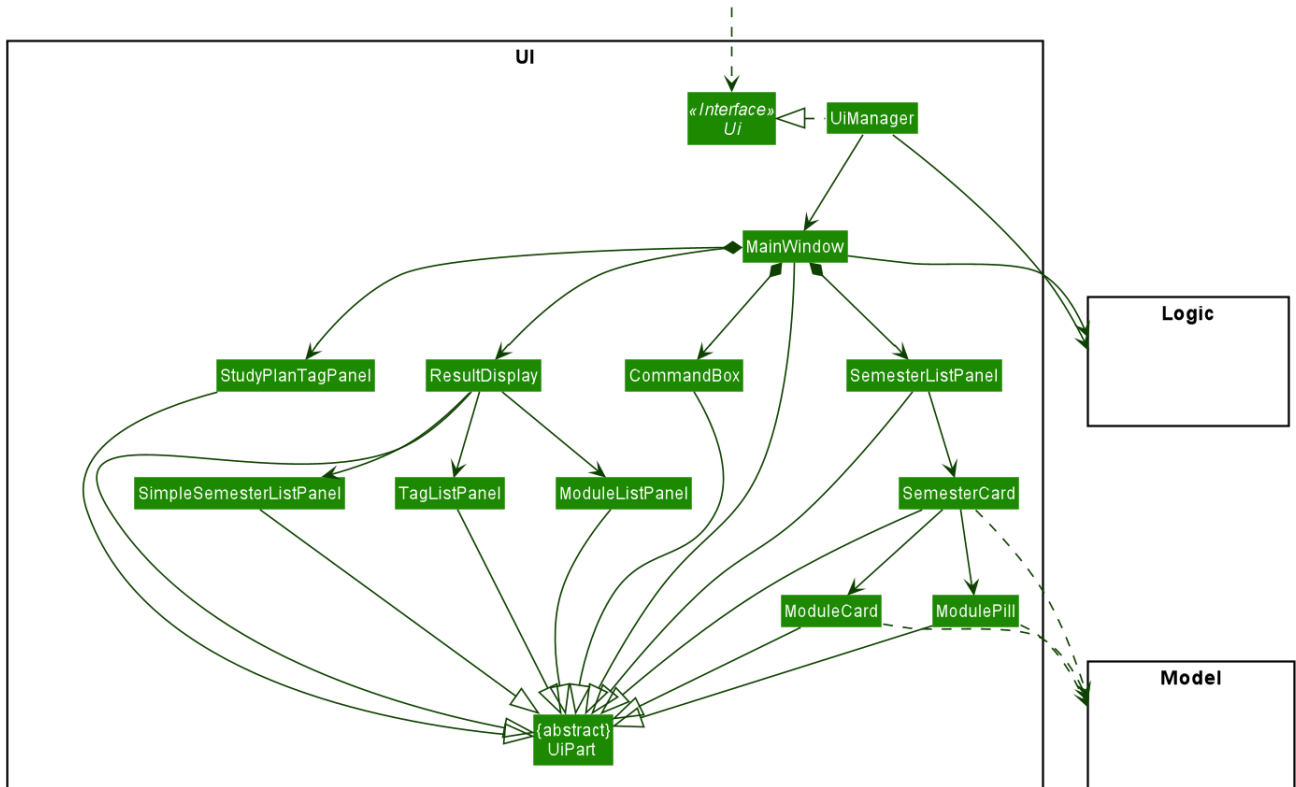 UI
«Interface»
Ui
UiManager
MainWindow
Logic
StudyPlanTagPanel
ResultDisplay
CommandBox
SemesterListPanel
SimpleSemesterListPanel
TagListPanel
ModuleListPanel
SemesterCard
ModuleCard
ModulePill
Model
{abstract}
UiPart